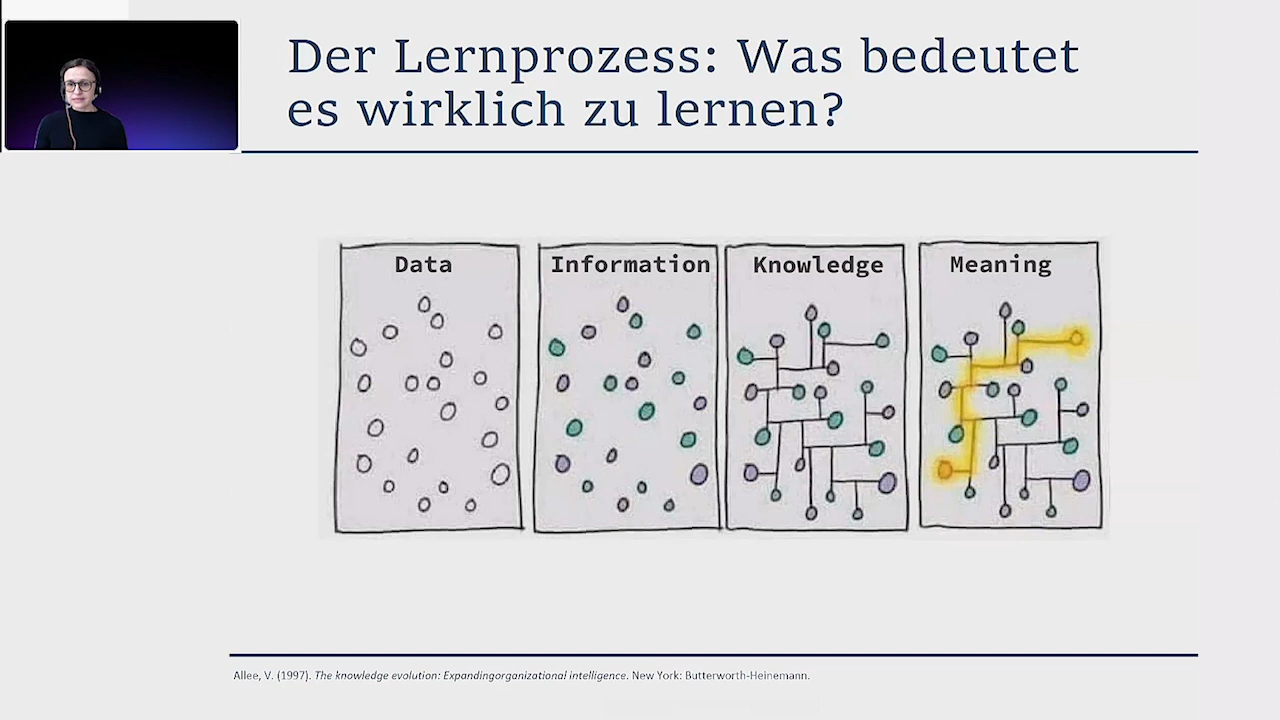 Der Lernprozess: Was bedeutet
es wirklich zu lernen?
Data
Information
Knowledge
Meaning
Allee, V. (1997). The knowledge evolution: Expandingorganizational intelligence. New York: Butterworth-Heinemann.